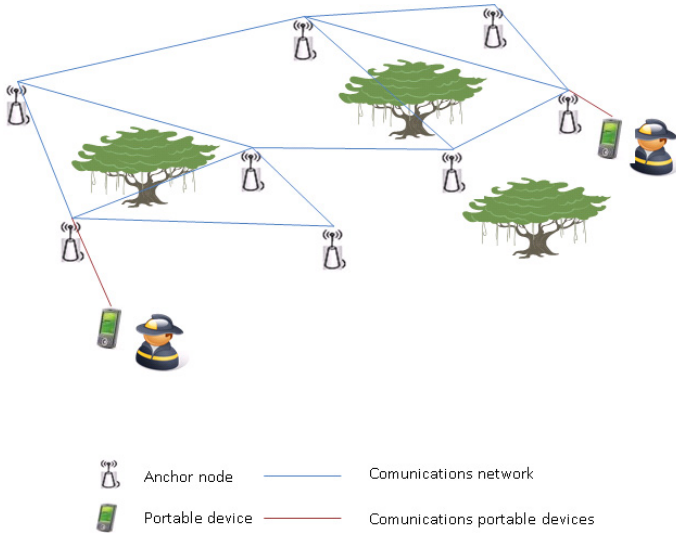 Anchor node
Comunications network
Portable device
Comunications portable devices